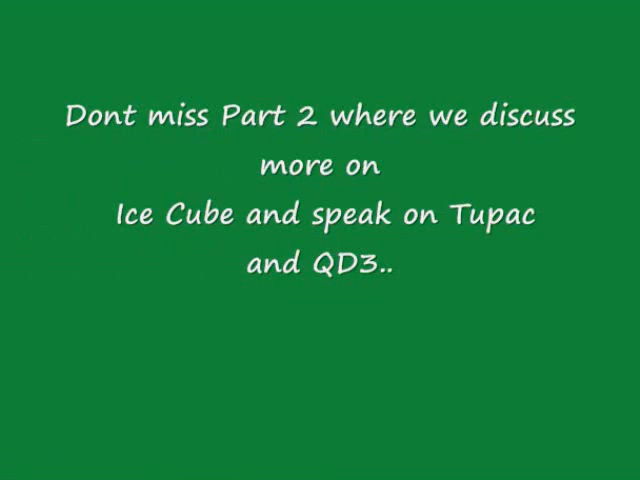 Dont miss Part 2 where we discuss
more on
Ice Cube and speak on Tupac
and QD3..